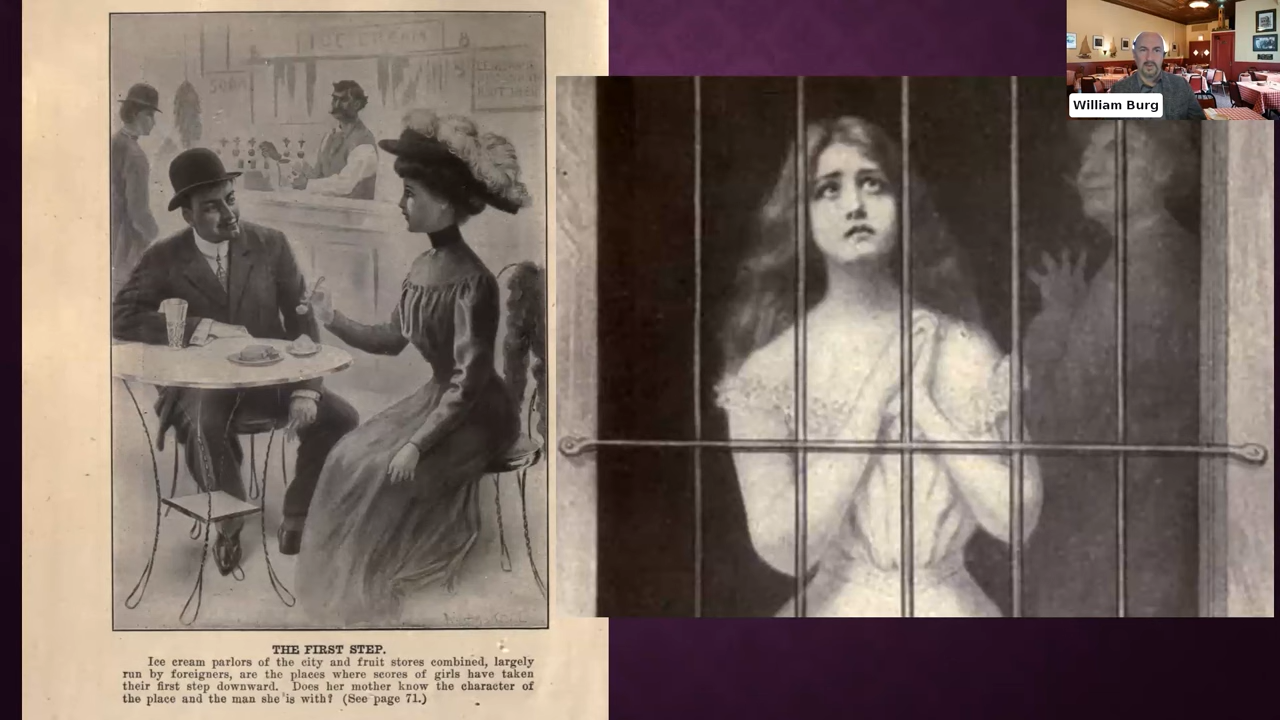 ICE CREAM
SODA
THE FIRST STEP.
Ice cream parlors of the city and fruit stores combined, largely
run by foreigners, are the places where scores of girls have taken
their first step downward. Does her mother know the character of
the place and the man she is with? (See page 71.)
William Burg